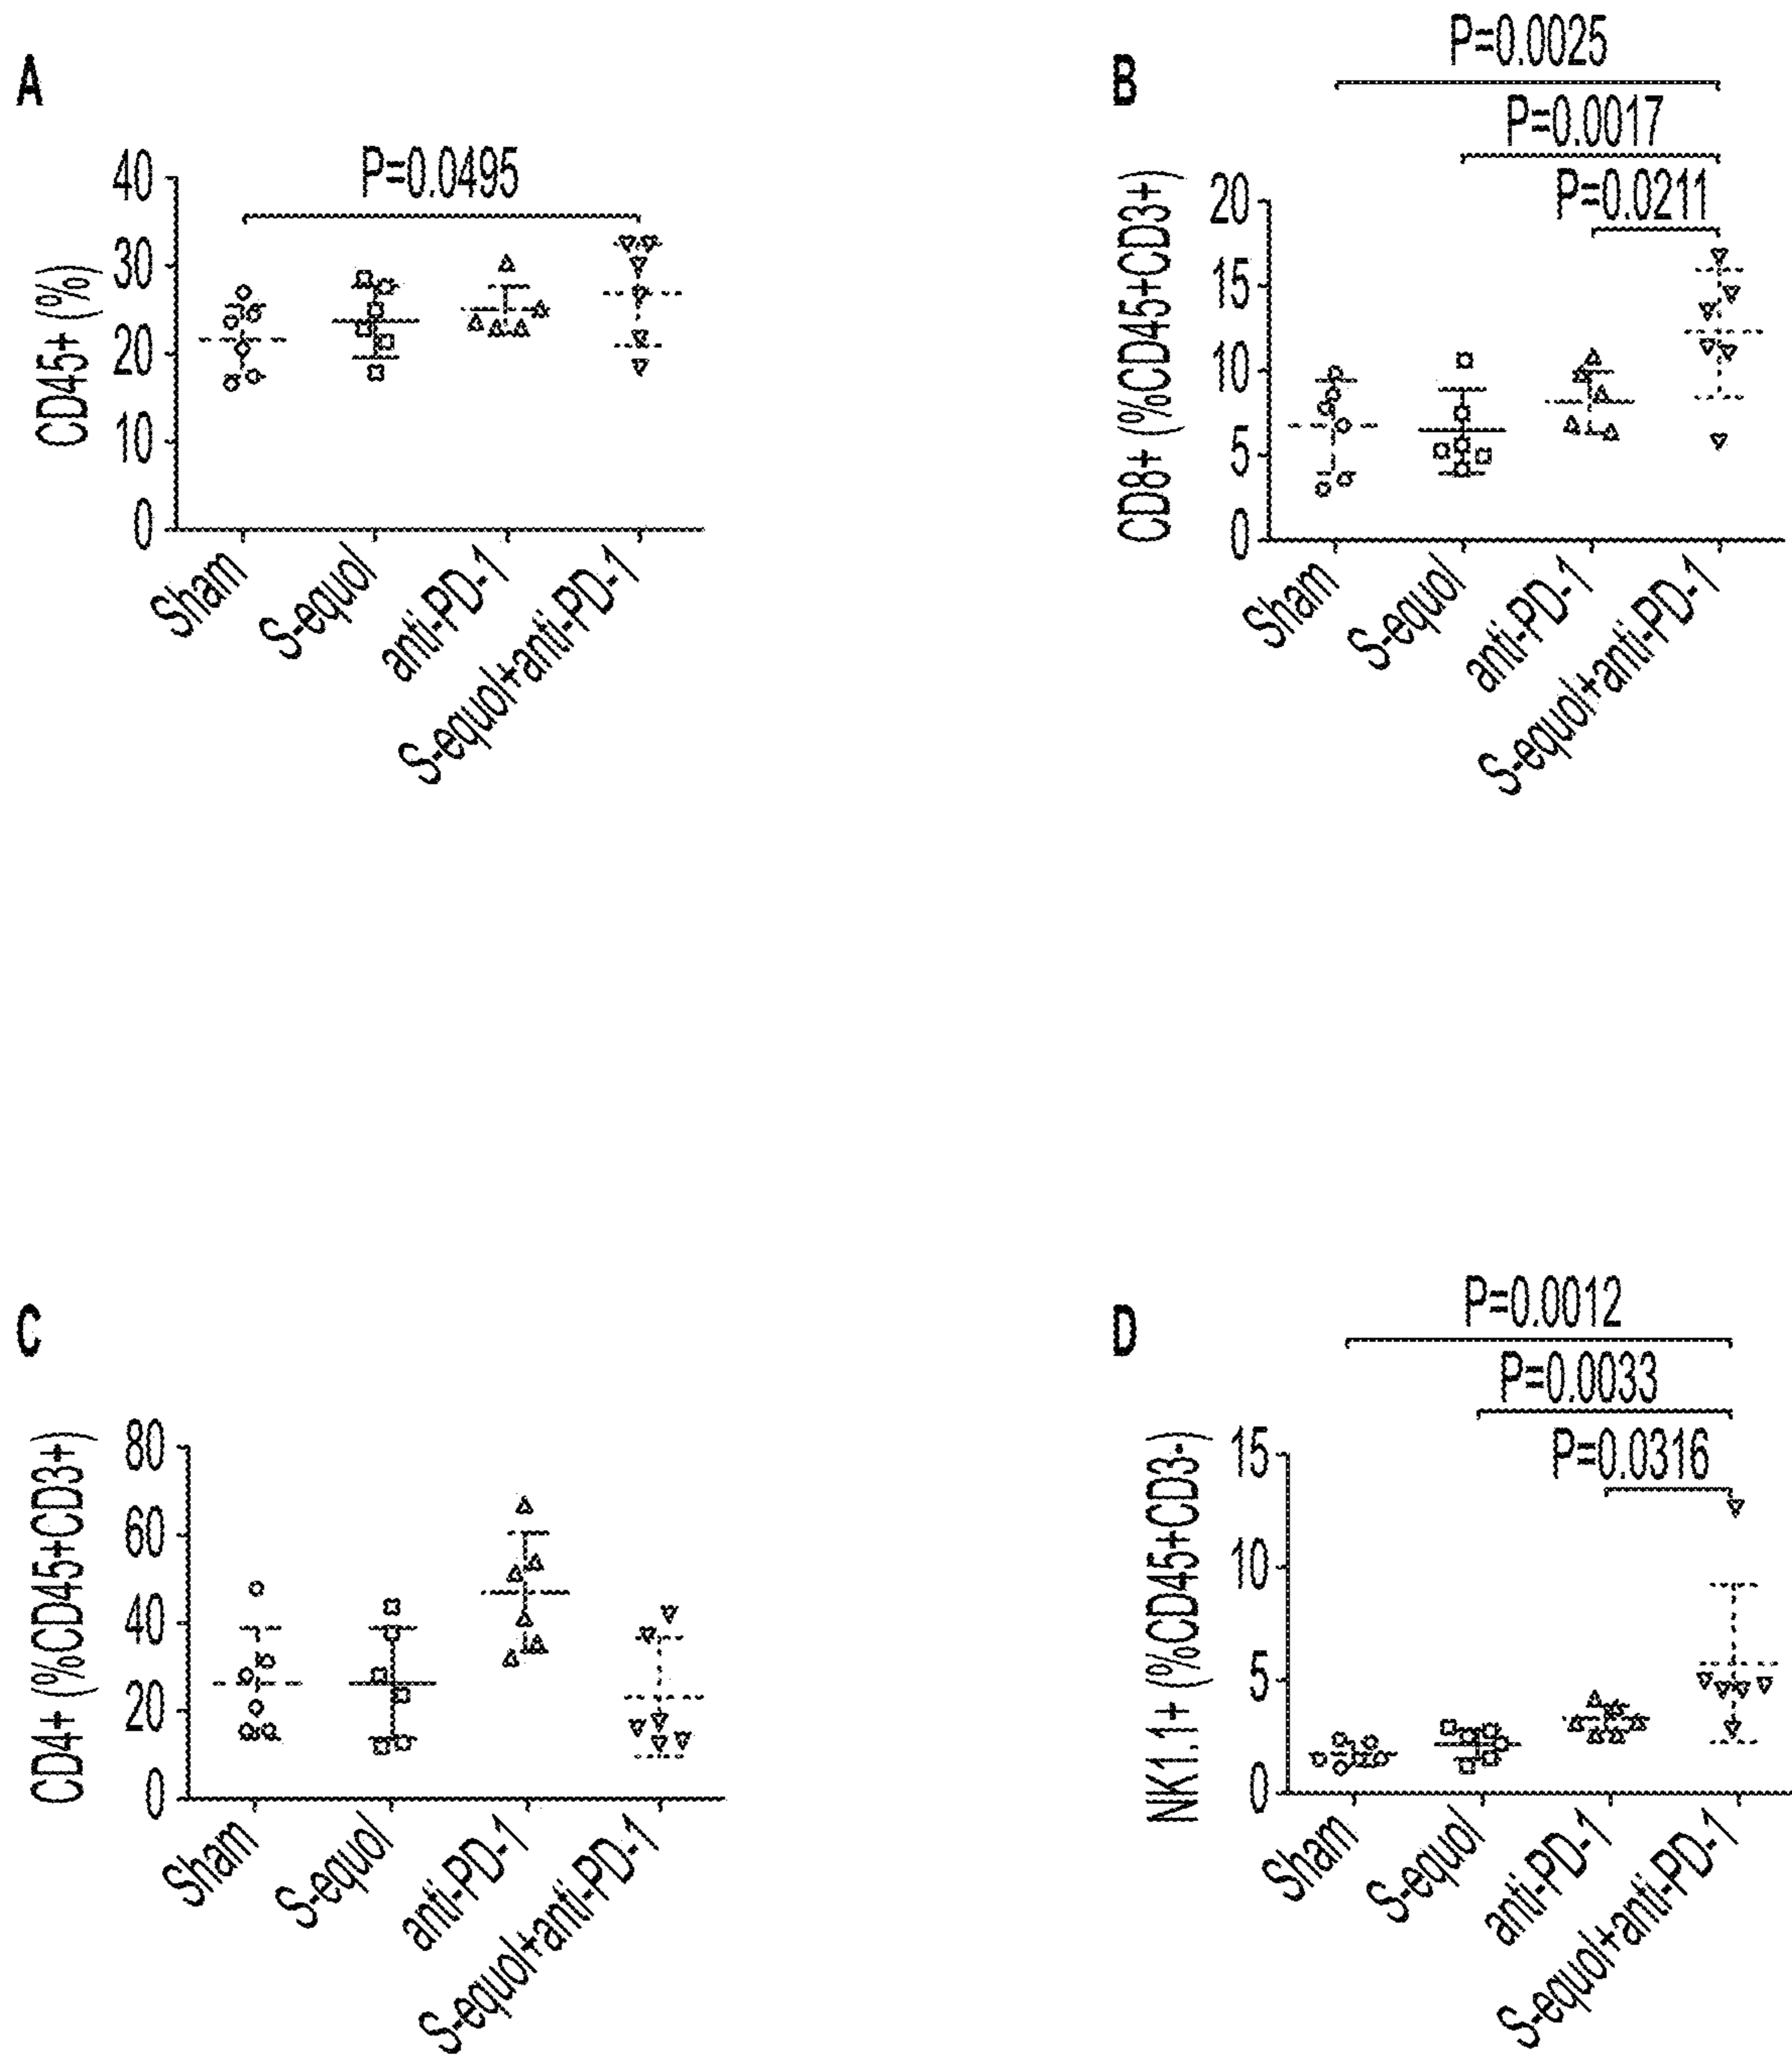 A
P=0.0495
CD45+ (%)
40
30
20
10
0
Sham
S-equol
anti-PD-1
S-equol+anti-PD-1
B
P=0.0025
P=0.0017
P=0.0211
CD8+ (%CD45+CD3+)
20
15
10
5
0
Sham
S-equol
anti-PD-1
S-equol+anti-PD-1
C
CD4+ (%CD45+CD3+)
80
60
40
20
0
Sham
S-equol
anti-PD-1
S-equol+anti-PD-1
D
P=0.0012
P=0.0033
P=0.0316
NK1.1+ (%CD45+CD3-)
15
10
5
0
Sham
S-equol
anti-PD-1
S-equol+anti-PD-1